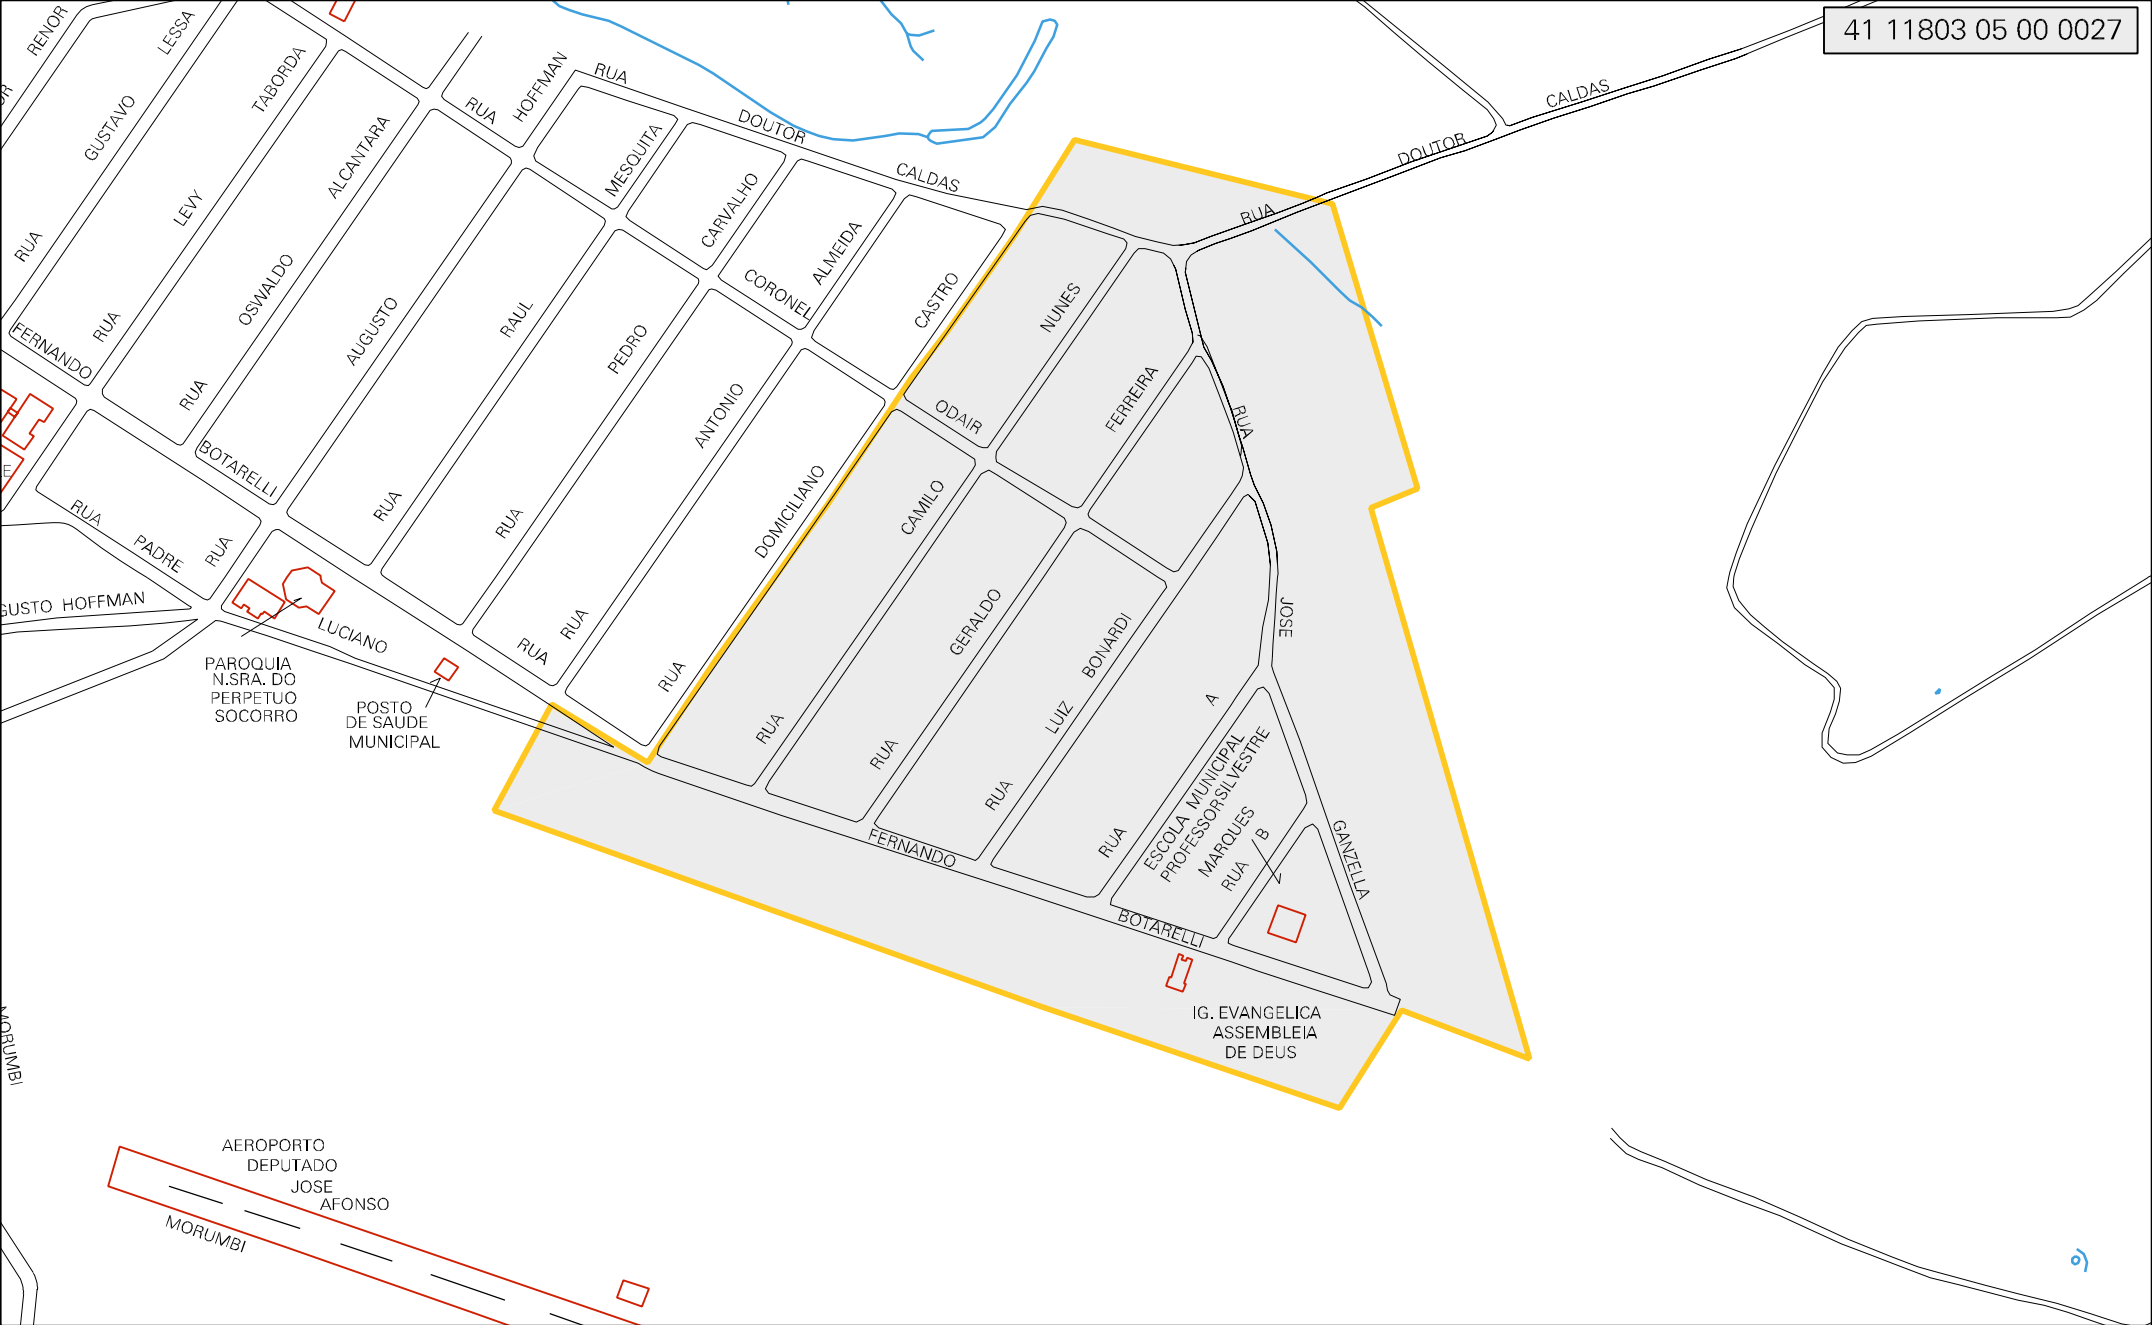 41 11803 05 00 0027
RENOR
LESSA
GUSTAVO
RUA
TABORDA
LEVY
RUA
ALCANTARA
OSWALDO
RUA
RUA
HOFFMAN
AUGUSTO
RUA
DOUTOR
CALDAS
RUA
DOUTOR
CALDAS
MESQUITA
RAUL
RUA
CARVALHO
PEDRO
RUA
CORONEL
ALMEIDA
ANTONIO
RUA
CASTRO
DOMICILIANO
RUA
NUNES
CAMILO
RUA
ODAIR
FERREIRA
GERALDO
RUA
BONARDI
LUIZ
RUA
RUA
JOSE
GANZELLA
A
RUA
ESCOLA MUNICIPAL
PROFESSOR SILVESTRE
MARQUES
B
RUA
FERNANDO
BOTARELLI
RUA
FERNANDO
BOTARELLI
RUA
PADRE
LUCIANO
RUA
GUSTO HOFFMAN
PAROQUIA
N.SRA. DO
PERPETUO
SOCORRO
POSTO
DE SAUDE
MUNICIPAL
IG. EVANGELICA
ASSEMBLEIA
DE DEUS
MORUMBI
AEROPORTO
DEPUTADO
JOSE
AFONSO
MORUMBI